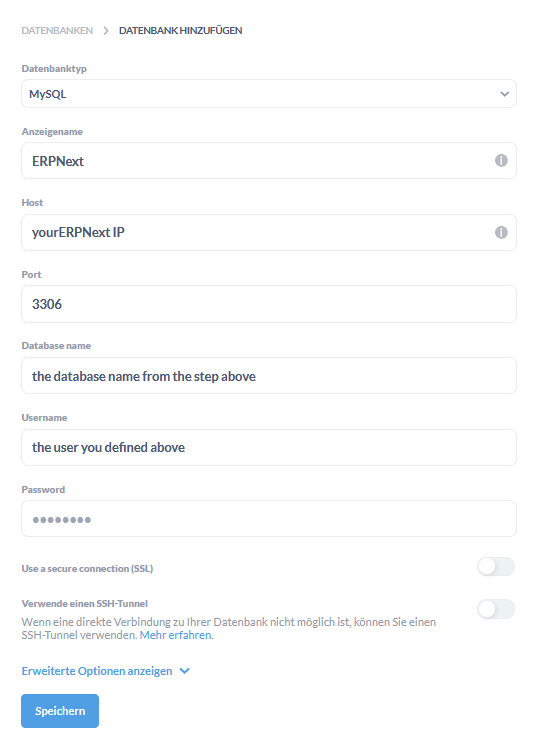 DATENBANKEN > DATENBANK HINZUFÜGEN
Datenbanktyp
MySQL
Anzeigename
ERPNext
Host
yourERPNext IP
Port
3306
Database name
the database name from the step above
Username
the user you defined above
Password
••••••••
Use a secure connection (SSL)
Verwende einen SSH-Tunnel
Wenn eine direkte Verbindung zu Ihrer Datenbank nicht möglich ist, können Sie einen
SSH-Tunnel verwenden. Mehr erfahren.
Erweiterte Optionen anzeigen
Speichern